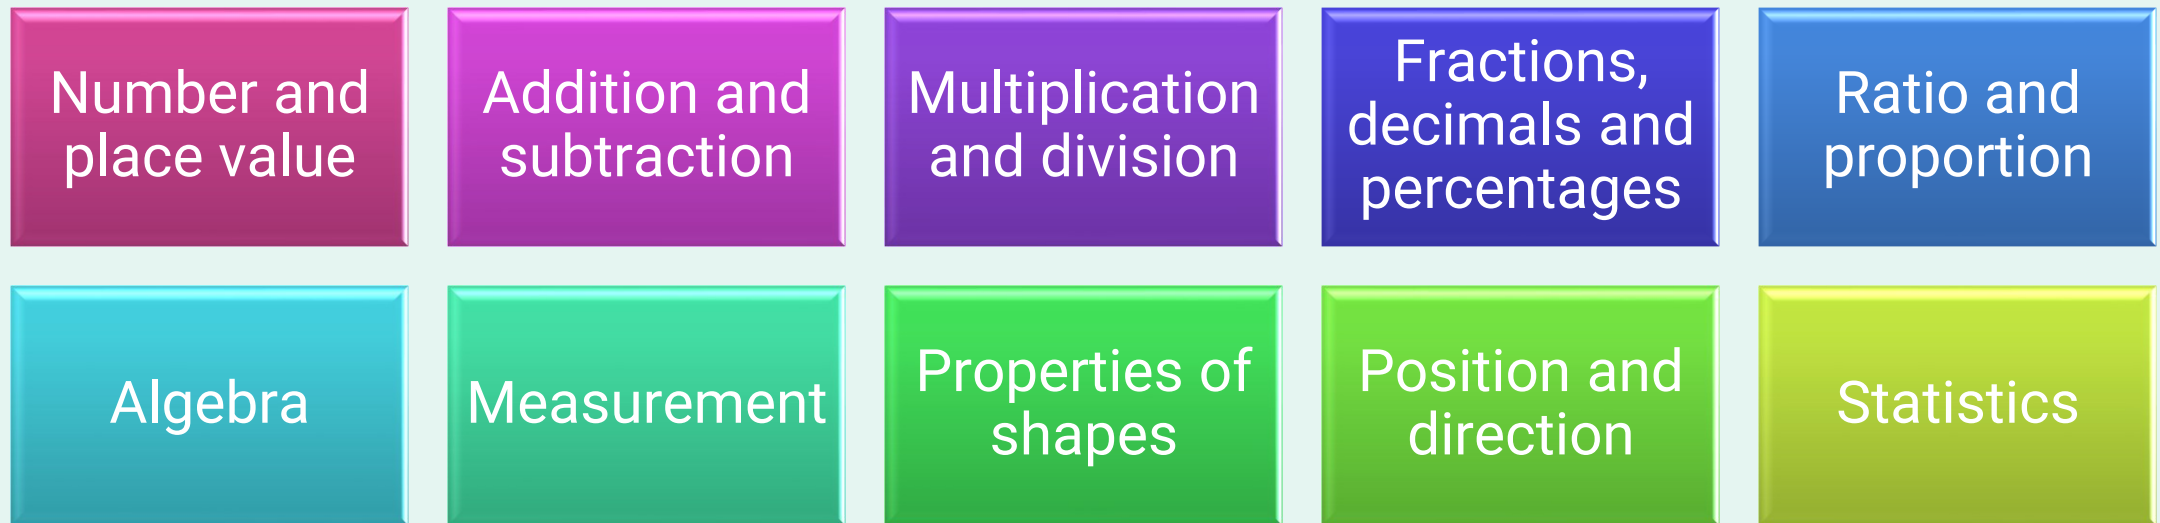 Number and
place value
Addition and
subtraction
Multiplication
and division
Fractions,
decimals and
percentages
Ratio and
proportion
Algebra
Measurement
Properties of
shapes
Position and
direction
Statistics